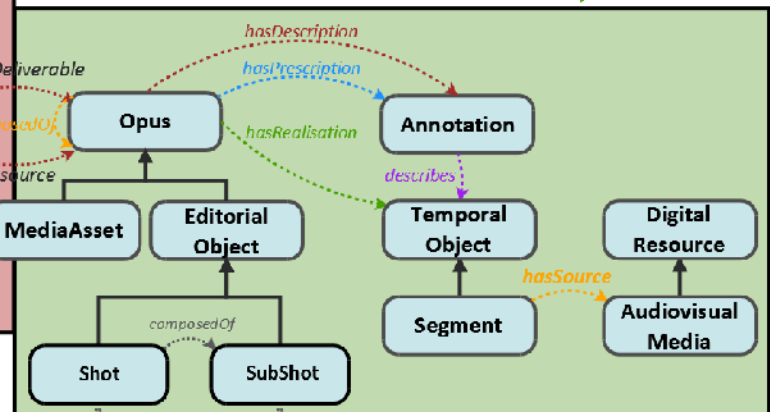 hasDescription
Deliverable
hasPrescription
Opus
Annotation
posedOf
hasRealisation
source
describes
MediaAsset
Editorial
Object
Temporal
Object
Digital
Resource
hasSource
composedOf
Segment
Audiovisual
Media
Shot
SubShot